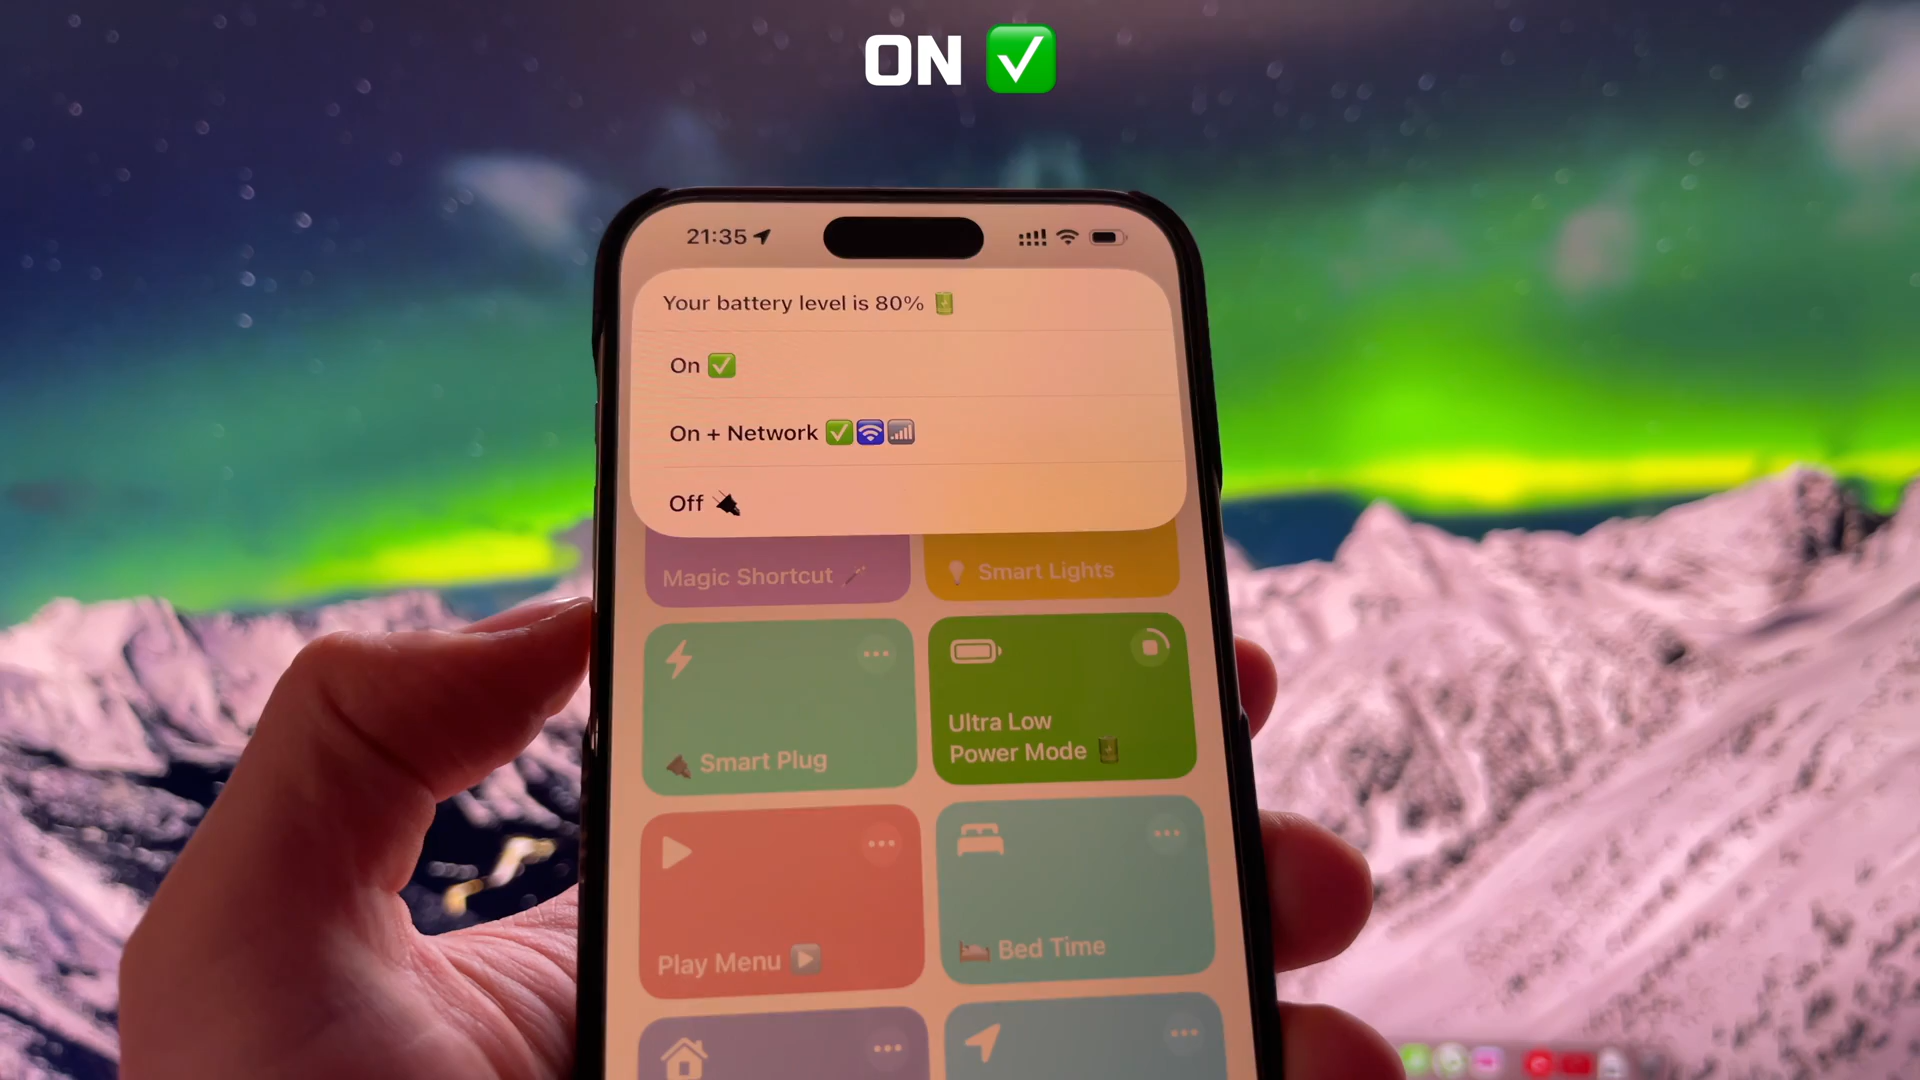 ON ✅
21:35
Your battery level is 80% 🔋
On ✅
On + Network ✅🛜📶
Off 🔌
Magic Shortcut 🪄
💡 Smart Lights
🔌 Smart Plug
Ultra Low
Power Mode 🔋
Play Menu ▶️
🛏️ Bed Time